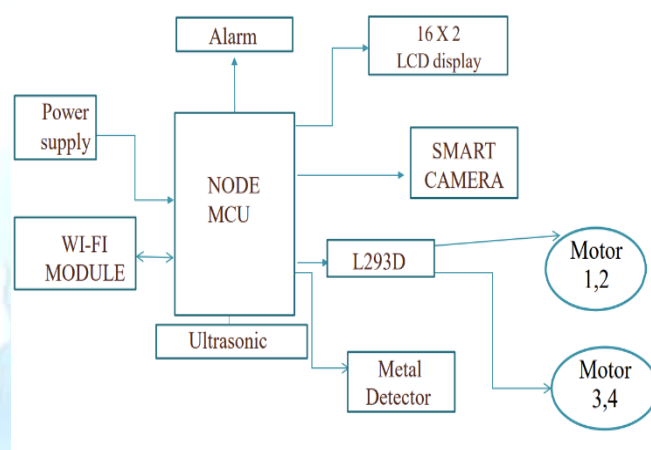 Alarm
16 X 2
LCD display
Power
supply
SMART
CAMERA
NODE
MCU
WI-FI
MODULE
L293D
Motor
1,2
Ultrasonic
Metal
Detector
Motor
3,4